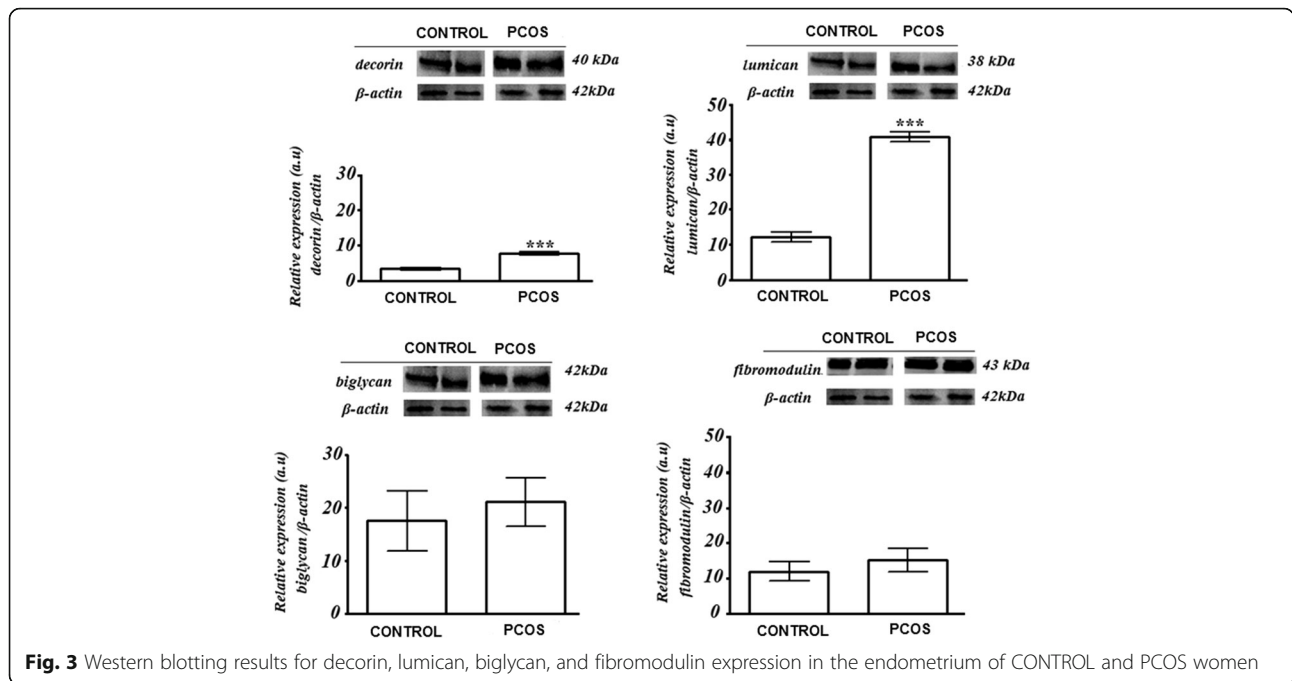 CONTROL PCOS
decorin 40 kDa
β-actin 42kDa
Relative expression (a.u)
decorin/β-actin
30
20
10
0
***
CONTROL PCOS
CONTROL PCOS
lumican 38 kDa
β-actin 42kDa
Relative expression (a.u)
lumican/β-actin
50
40
30
20
10
0
***
CONTROL PCOS
CONTROL PCOS
biglycan 42kDa
β-actin 42kDa
Relative expression (a.u)
biglycan/β-actin
30
20
10
0
CONTROL PCOS
CONTROL PCOS
fibromodulin 43 kDa
β-actin 42kDa
Relative expression (a.u)
fibromodulin/β-actin
50
40
30
20
10
0
CONTROL PCOS
Fig. 3 Western blotting results for decorin, lumican, biglycan, and fibromodulin expression in the endometrium of CONTROL and PCOS women